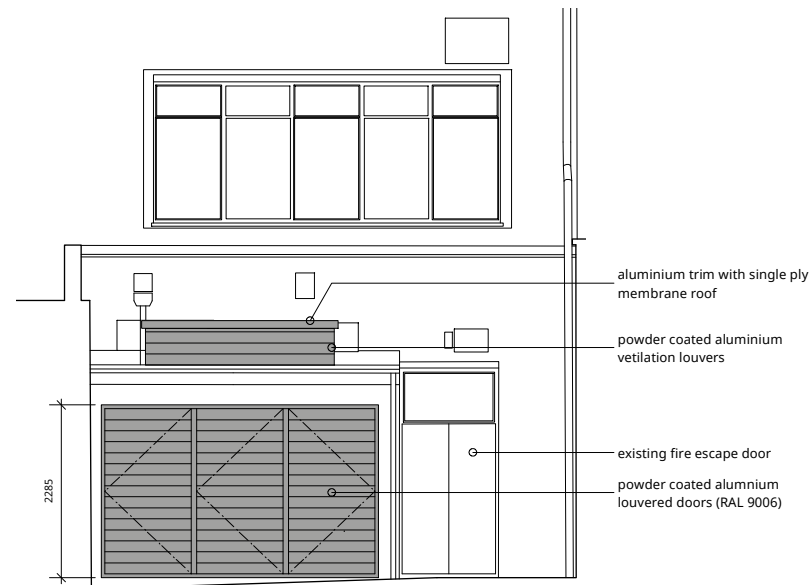 aluminium trim with single ply
membrane roof
powder coated aluminium
vetilation louvers
existing fire escape door
powder coated alumnium
louvered doors (RAL 9006)
2285